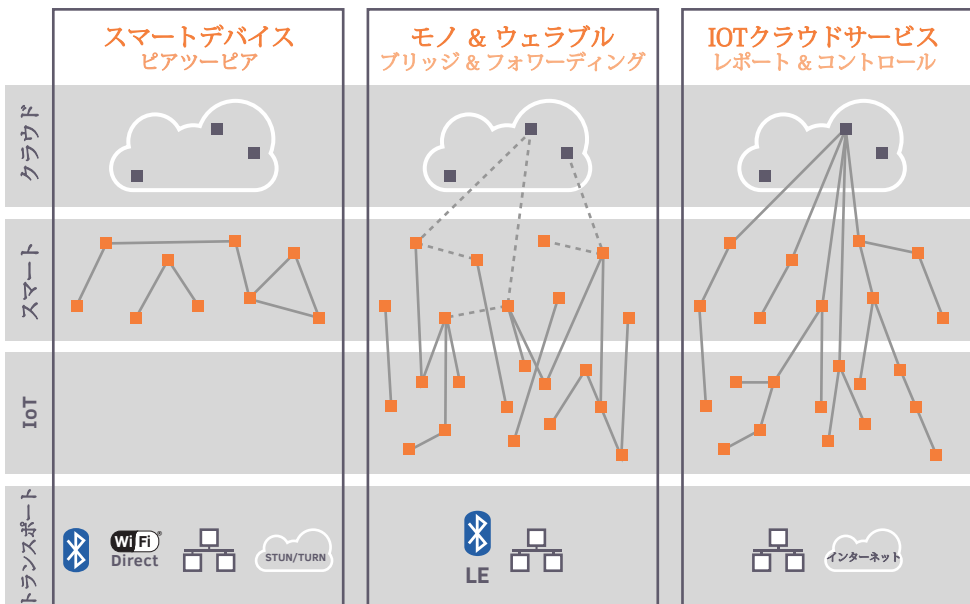 スマートデバイス
ピアツーピア
モノ & ウェラブル
ブリッジ & フォワーディング
IOTクラウドサービス
レポート & コントロール
クラウド
スマート
IoT
トランスポート
Wi Fi®
Direct
STUN/TURN
LE
インターネット